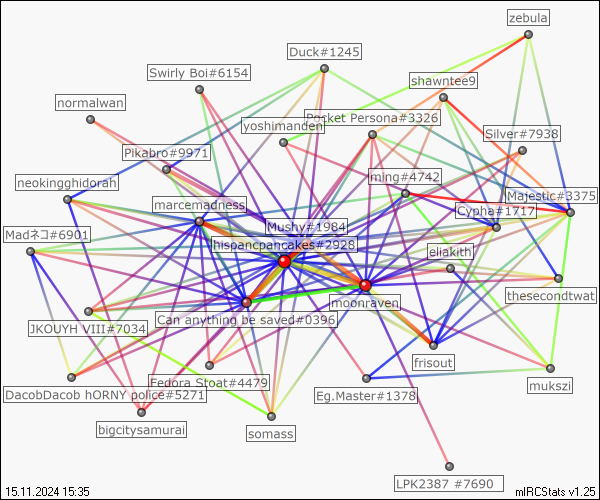 zebula
Duck#1245
Swirly Boi#6154
shawntee9
normalwan
Pocket Persona#3326
yoshimanden
Silver#7938
Pikabro#9971
ming#4742
neokingghidorah
Majestic#3375
marcemadness
Cypha#1717
Mushy#1984
Madネコ#6901
hispancpancakes#2928
eliakith
thesecondtwat
moonraven
Can anything be saved#0396
JKOUYH VIII#7034
frisout
Fedora Stoat#4479
mukszi
DacobDacob hORNY police#5271
Eg.Master#1378
bigcitysamurai
somass
LPK2387 #7690
15.11.2024 15:35
mIRCStats v1.25